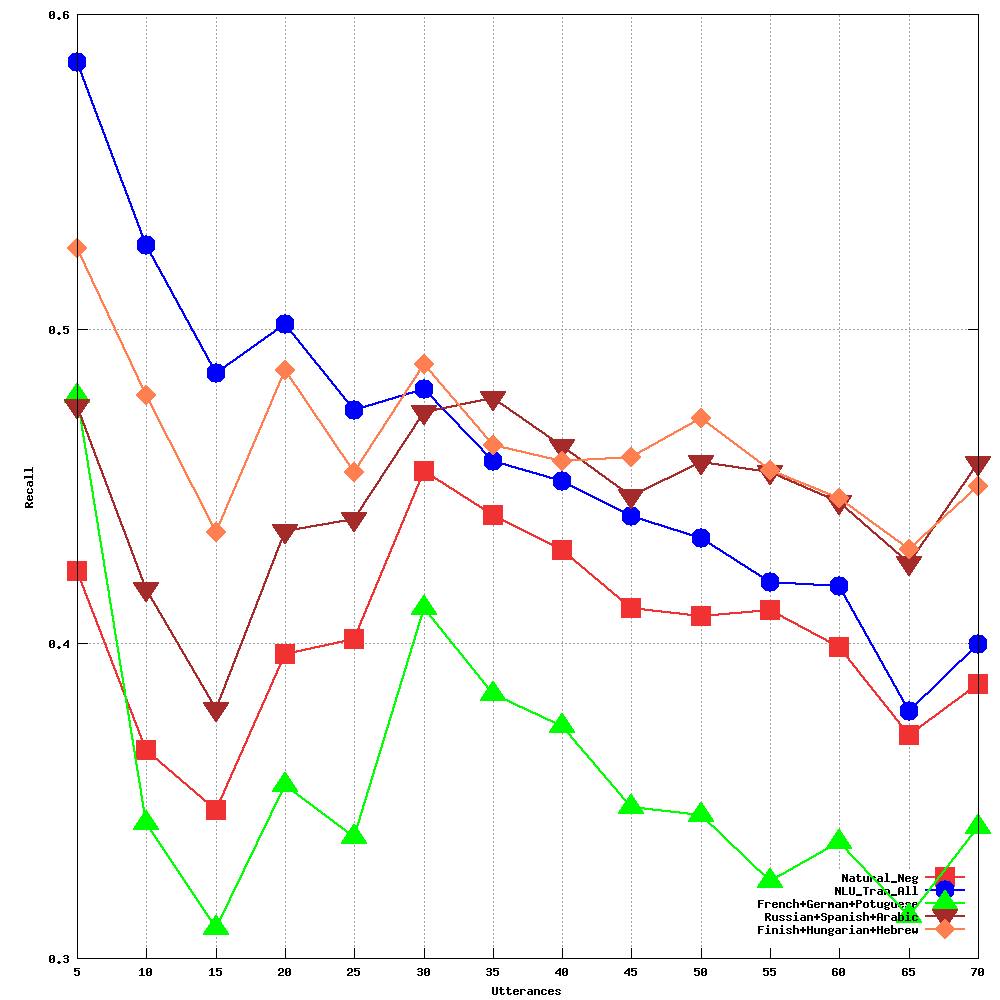 0.6
0.5
0.4
0.3
Recall
5 10 15 20 25 30 35 40 45 50 55 60 65 70
Utterances
Natural_Neg
NLU_Tran_All
French+German+Potuguese
Russian+Spanish+Arabic
Finish+Hungarian+Hebrew